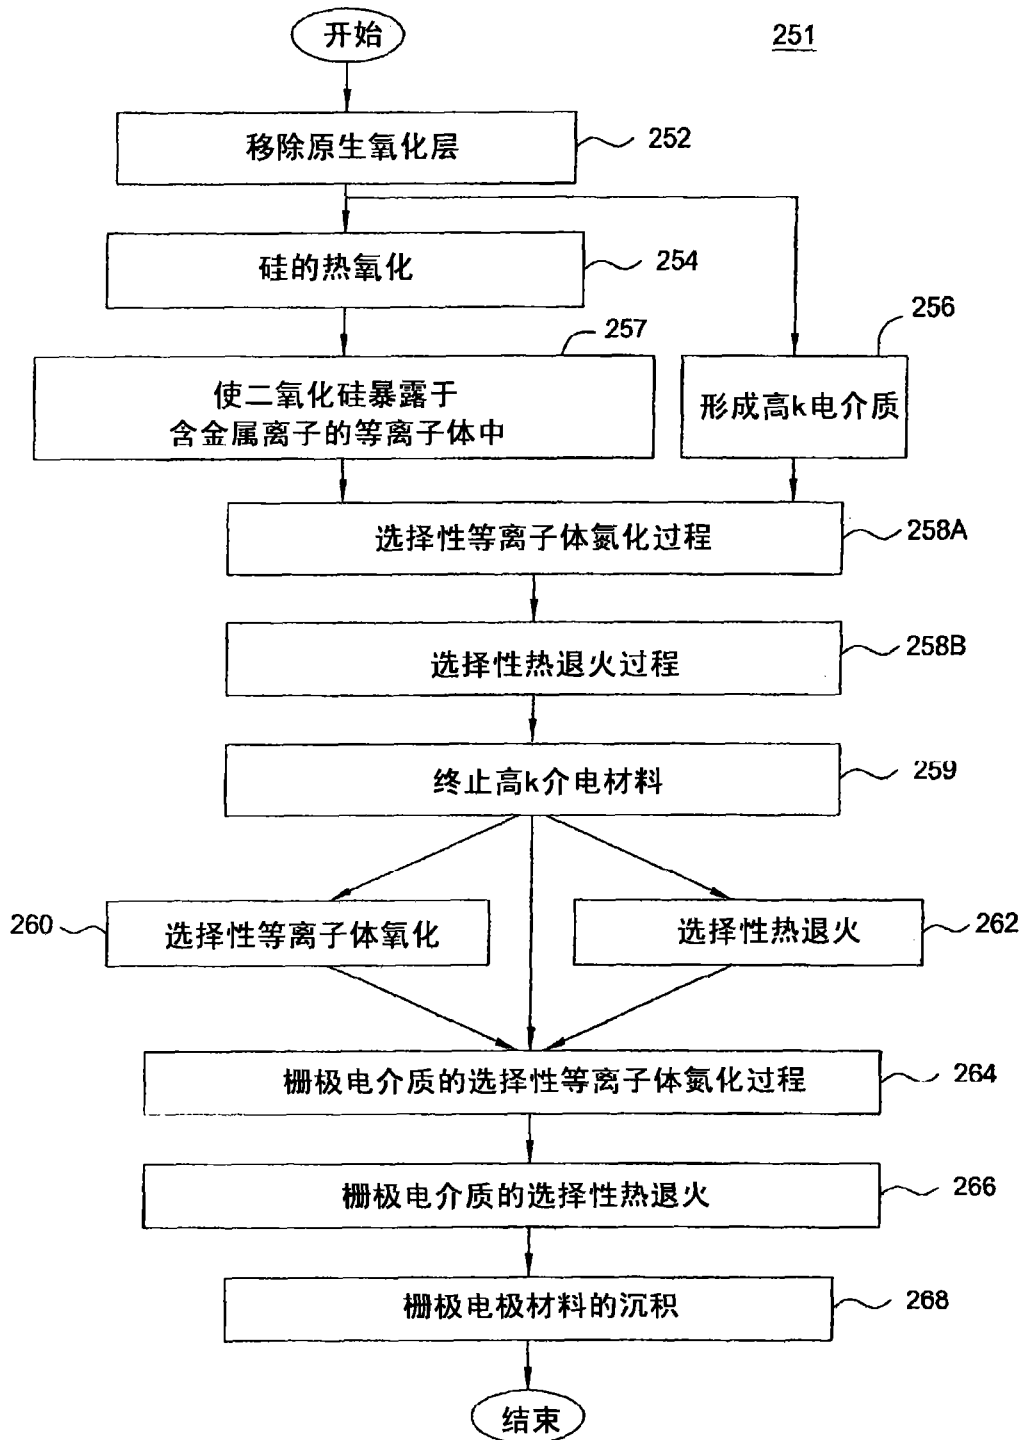 开始
251
移除原生氧化层
252
硅的热氧化
254
257
256
使二氧化硅暴露于
含金属离子的等离子体中
形成高k电介质
选择性等离子体氮化过程
258A
选择性热退火过程
258B
终止高k介电材料
259
260
选择性等离子体氧化
选择性热退火
262
栅极电介质的选择性等离子体氮化过程
264
栅极电介质的选择性热退火
266
栅极电极材料的沉积
268
结束